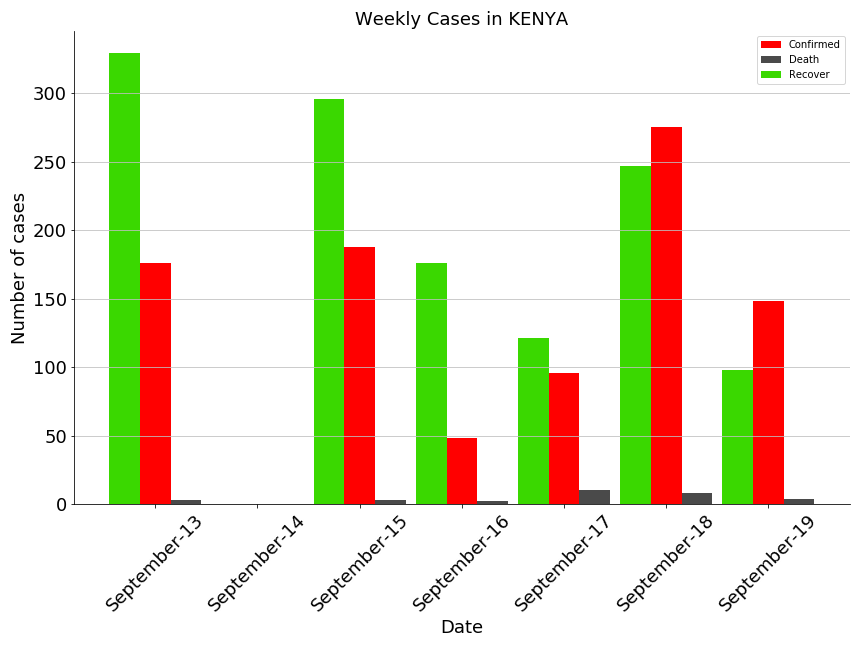 Weekly Cases in KENYA
Confirmed
Death
Recover
Number of cases
300
250
200
150
100
50
0
September-13
September-14
September-15
September-16
September-17
September-18
September-19
Date